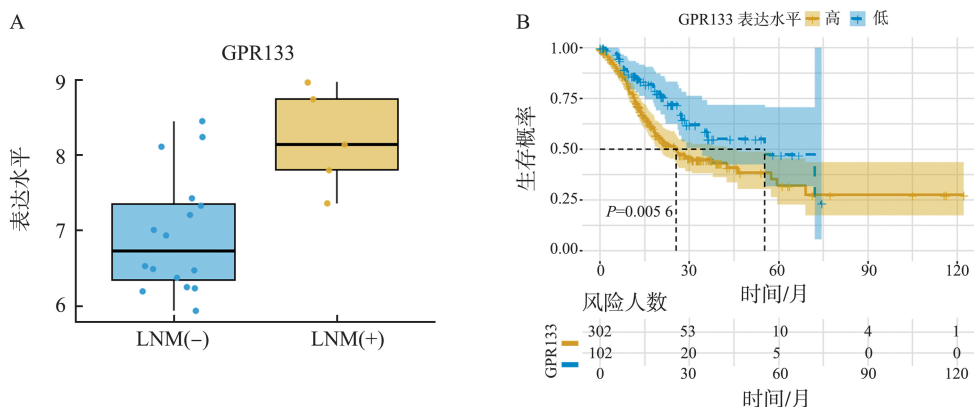 A
GPR133
9
8
7
6
表达水平
LNM(−)
LNM(+)
B
GPR133 表达水平 高 低
1.00
0.75
0.50
0.25
0.00
生存概率
P=0.005 6
0 30 60 90 120
时间/月
风险人数
GPR133
302 53 10 4 1
102 20 5 0 0
0 30 60 90 120
时间/月